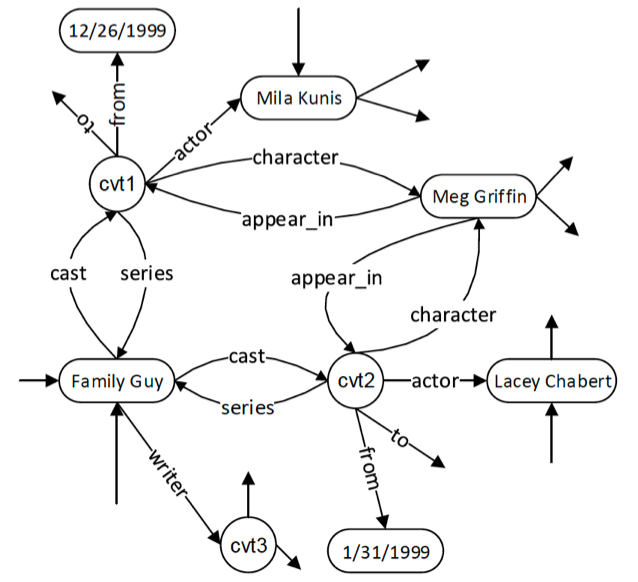 12/26/1999
to
from
actor
Mila Kunis
cvt1
character
appear_in
Meg Griffin
cast
series
appear_in
character
Family Guy
cast
series
cvt2
actor
Lacey Chabert
writer
from
to
cvt3
1/31/1999